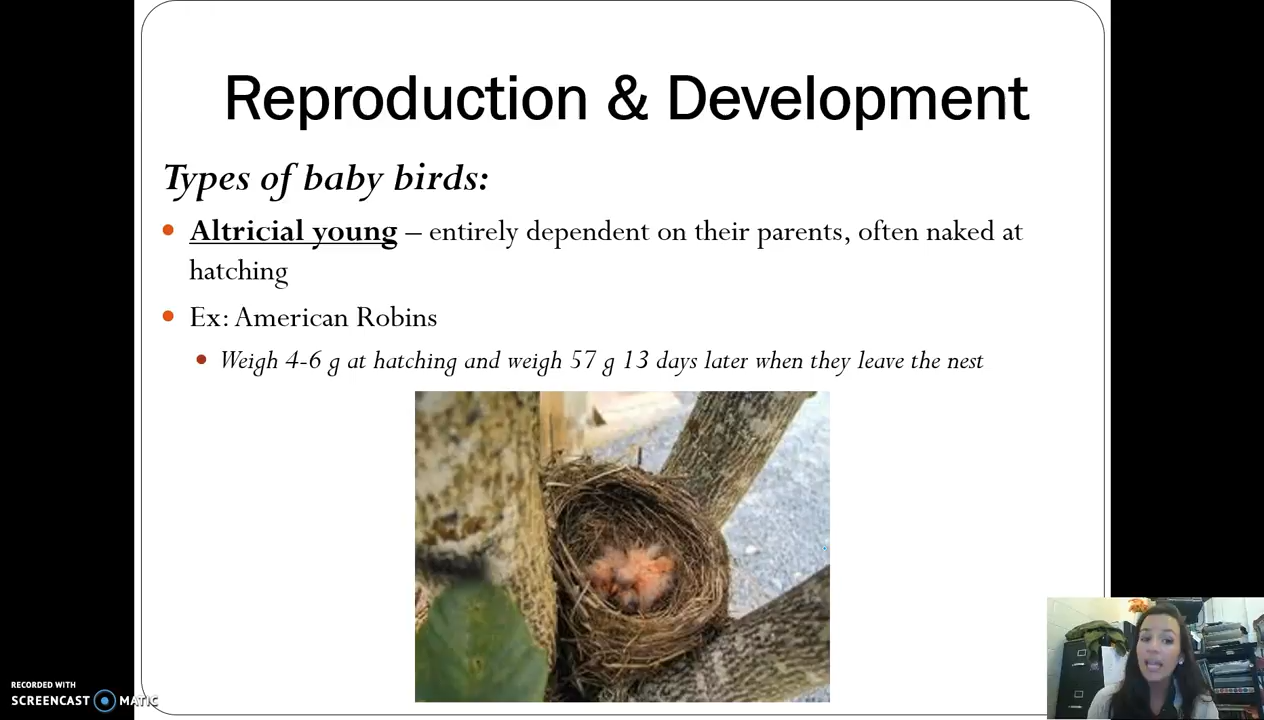 Reproduction & Development
Types of baby birds:
Altricial young – entirely dependent on their parents, often naked at
hatching
Ex: American Robins
Weigh 4-6 g at hatching and weigh 57 g 13 days later when they leave the nest
RECORDED WITH
SCREENCAST MATIC